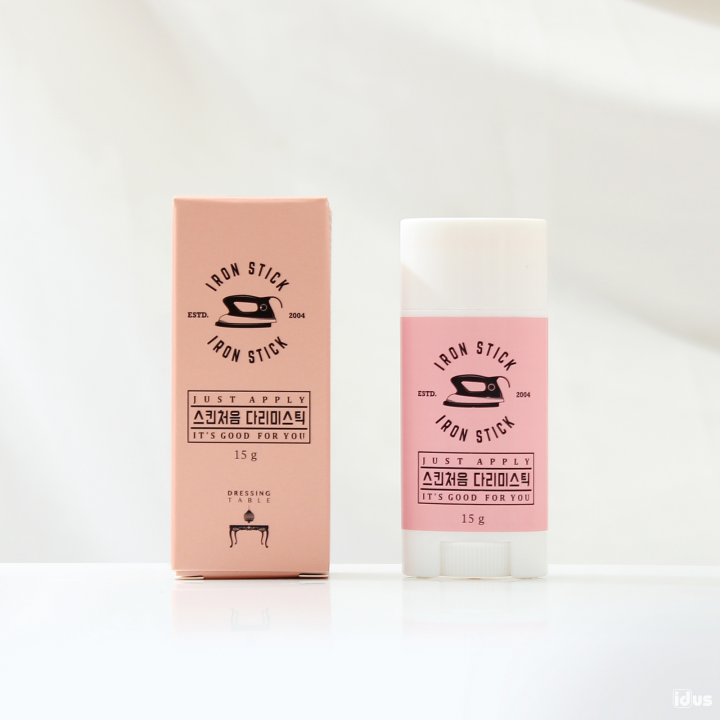 IRON STICK
ESTD. 2004
IRON STICK
JUST APPLY
스킨처음 다리미스틱
IT'S GOOD FOR YOU
15 g
DRESSING
TABLE
IRON STICK
ESTD. 2004
IRON STICK
JUST APPLY
스킨처음 다리미스틱
IT'S GOOD FOR YOU
15 g
idus